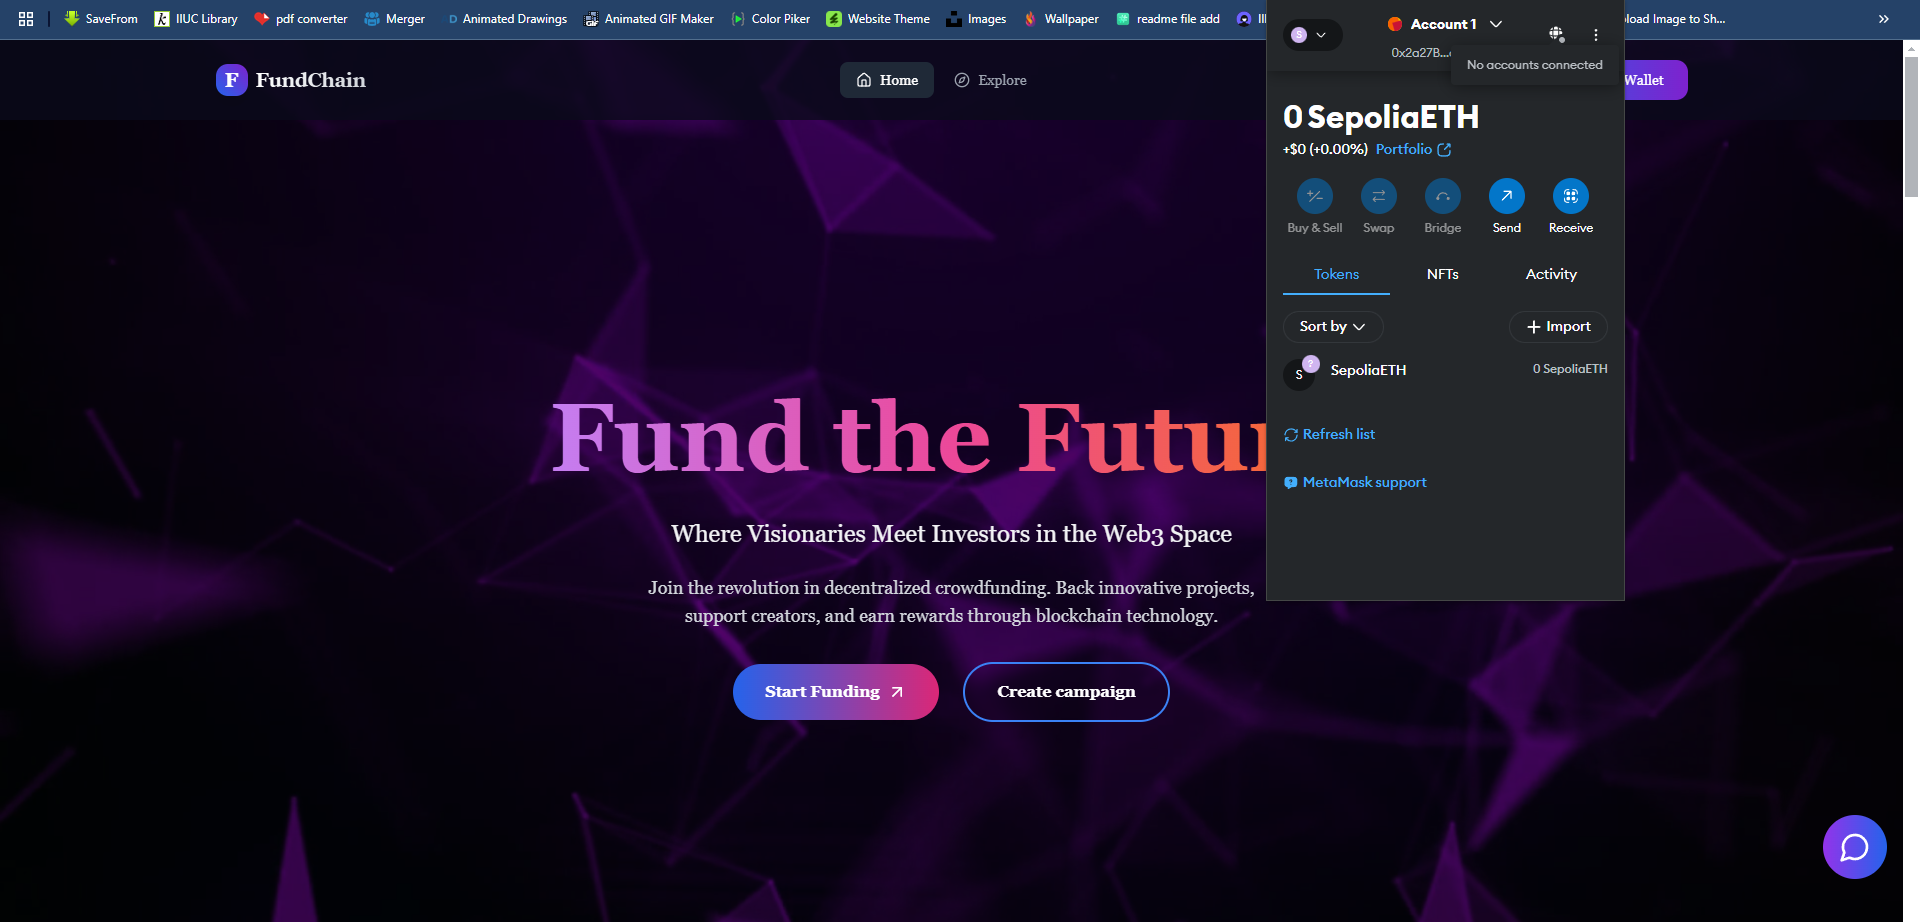 SaveFrom IIUC Library pdf converter Merger Animated Drawings Animated GIF Maker Color Piker Website Theme Images Wallpaper readme file add
load Image to Sh...
F FundChain
Home
Explore
Wallet
S
Account 1
0x2a27B...
No accounts connected
0 SepoliaETH
+$0 (+0.00%) Portfolio
Buy & Sell Swap Bridge Send Receive
Tokens NFTs Activity
Sort by
Import
S ? SepoliaETH 0 SepoliaETH
Refresh list
MetaMask support
Fund the Futur
Where Visionaries Meet Investors in the Web3 Space
Join the revolution in decentralized crowdfunding. Back innovative projects,
support creators, and earn rewards through blockchain technology.
Start Funding
Create campaign